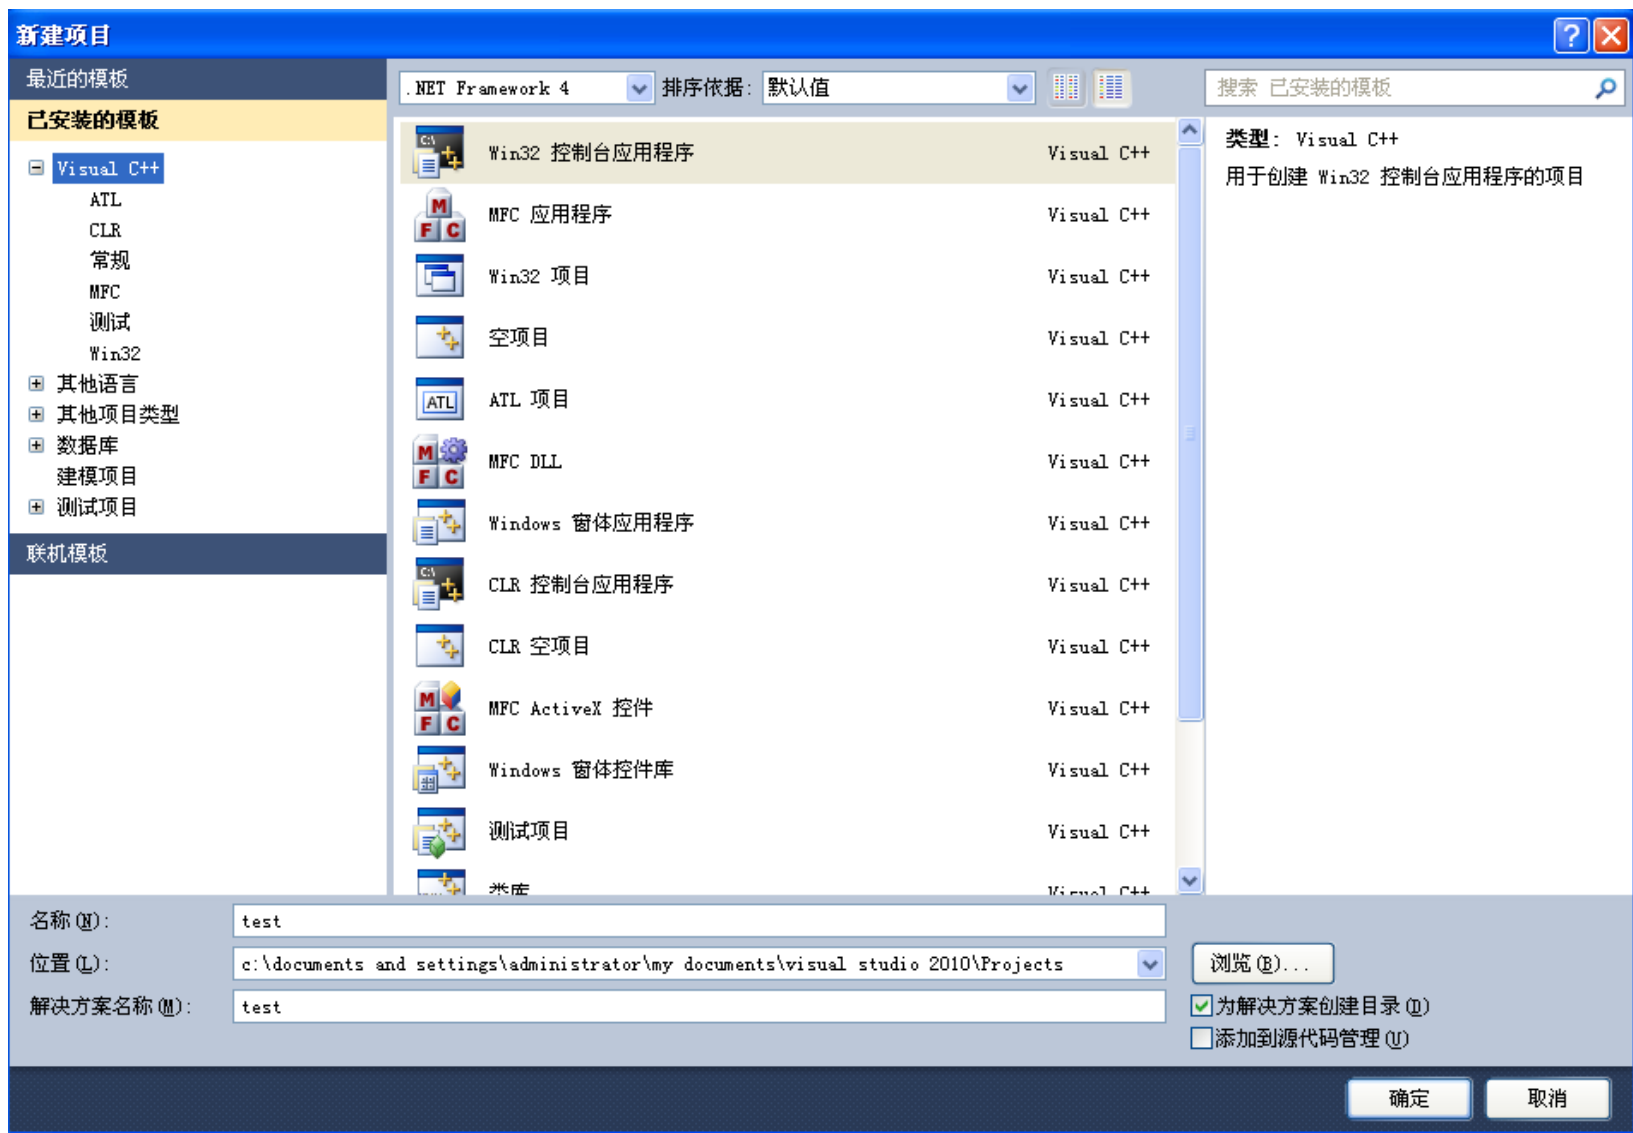 新建项目
最近的模板
已安装的模板
Visual C++
ATL
CLR
常规
MFC
测试
Win32
其他语言
其他项目类型
数据库
建模项目
测试项目
联机模板
.NET Framework 4 排序依据: 默认值
Win32 控制台应用程序 Visual C++
MFC 应用程序 Visual C++
Win32 项目 Visual C++
空项目 Visual C++
ATL 项目 Visual C++
MFC DLL Visual C++
Windows 窗体应用程序 Visual C++
CLR 控制台应用程序 Visual C++
CLR 空项目 Visual C++
MFC ActiveX 控件 Visual C++
Windows 窗体控件库 Visual C++
测试项目 Visual C++
类库 Visual C++
搜索 已安装的模板
类型: Visual C++
用于创建 Win32 控制台应用程序的项目
名称(N): test
位置(L): c:\documents and settings\administrator\my documents\visual studio 2010\Projects
浏览(B)...
解决方案名称(M): test
为解决方案创建目录(D)
添加到源代码管理(U)
确定 取消